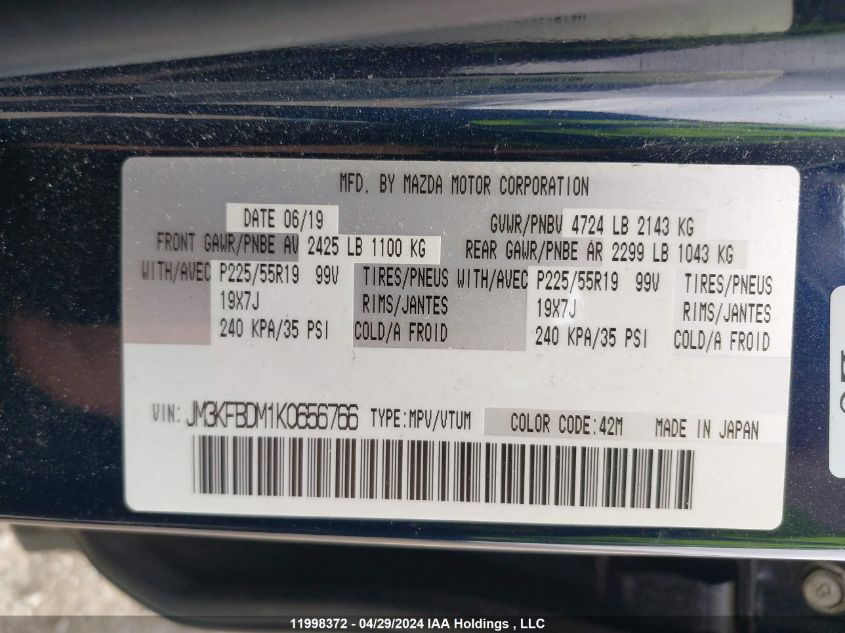 MFD. BY MAZDA MOTOR CORPORATION
DATE 06/19 GVWR/PNBV 4724 LB 2143 KG
FRONT GAWR/PNBE AV 2425 LB 1100 KG REAR GAWR/PNBE AR 2299 LB 1043 KG
WITH/AVEC P225/55R19 99V TIRES/PNEUS WITH/AVEC P225/55R19 99V TIRES/PNEUS
19X7J RIMS/JANTES 19X7J RIMS/JANTES
240 KPA/35 PSI COLD/A FROID 240 KPA/35 PSI COLD/A FROID
VIN: JM3KFBDM1K0656766 TYPE:MPV/VTUM COLOR CODE:42M MADE IN JAPAN
11998372 - 04/29/2024 IAA Holdings , LLC